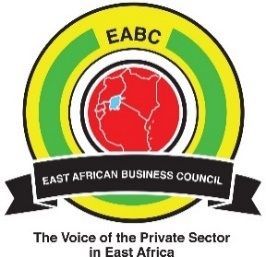 EABC
EAST AFRICAN BUSINESS COUNCIL
The Voice of the Private Sector
in East Africa